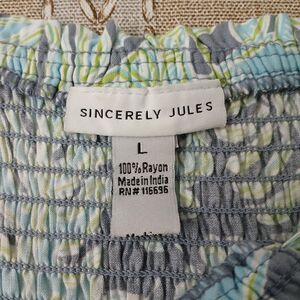 SINCERELY JULES
L
100% Rayon
Made in India
RN# 116696